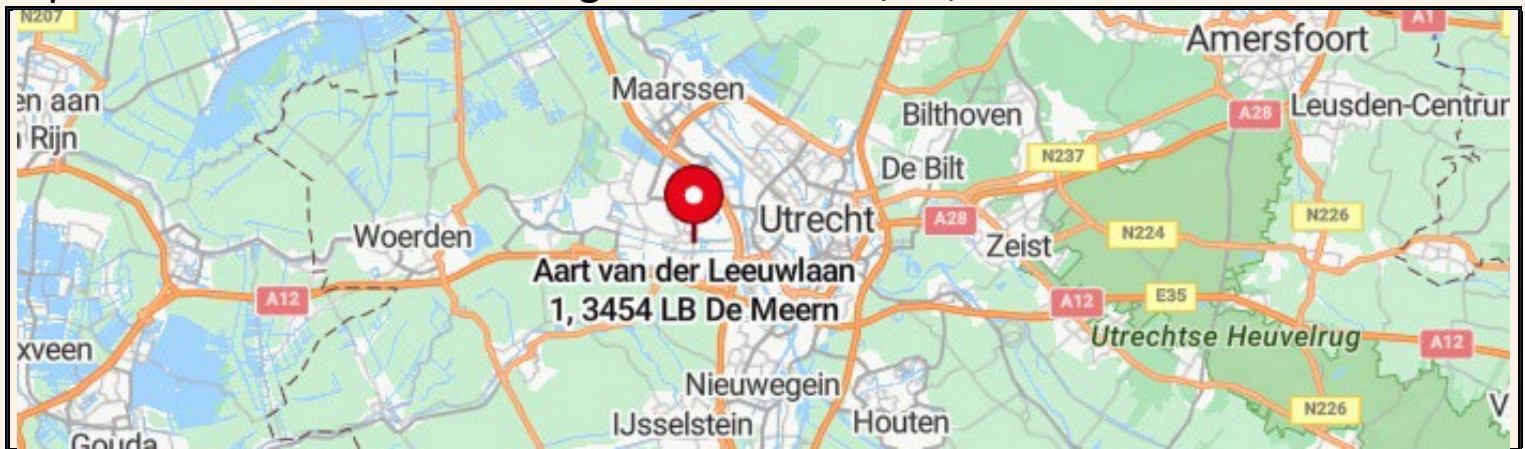 N207
A1
Amersfoort
Maarssen
en aan
n Rijn
Bilthoven
A28
Leusden-Centrur
De Bilt
N237
Utrecht
A28
N226
Woerden
Zeist
N224
Aart van der Leeuwlaan
1, 3454 LB De Meern
A12
A12
E35
xveen
Utrechtse Heuvelrug
A12
Nieuwegein
IJsselstein
Houten
N226
V
Gouda